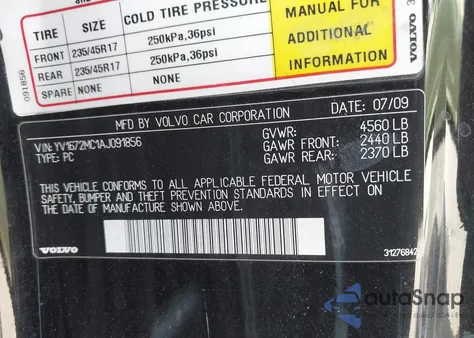 TIRE SIZE COLD TIRE PRESSURE
FRONT 235/45R17 250kPa,36psi
REAR 235/45R17 250kPa,36psi
SPARE NONE NONE
MANUAL FOR
Additional
Information
VOLVO
091856
MFD BY VOLVO CAR CORPORATION DATE: 07/09
VIN: YV1672MC1AJ091856
TYPE: PC
GVWR: 4560 LB
GAWR FRONT: 2440 LB
GAWR REAR: 2370 LB
THIS VEHICLE CONFORMS TO ALL APPLICABLE FEDERAL MOTOR VEHICLE
SAFETY, BUMPER AND THEFT PREVENTION STANDARDS IN EFFECT ON
THE DATE OF MANUFACTURE SHOWN ABOVE.
VOLVO
31276842
autoSnap